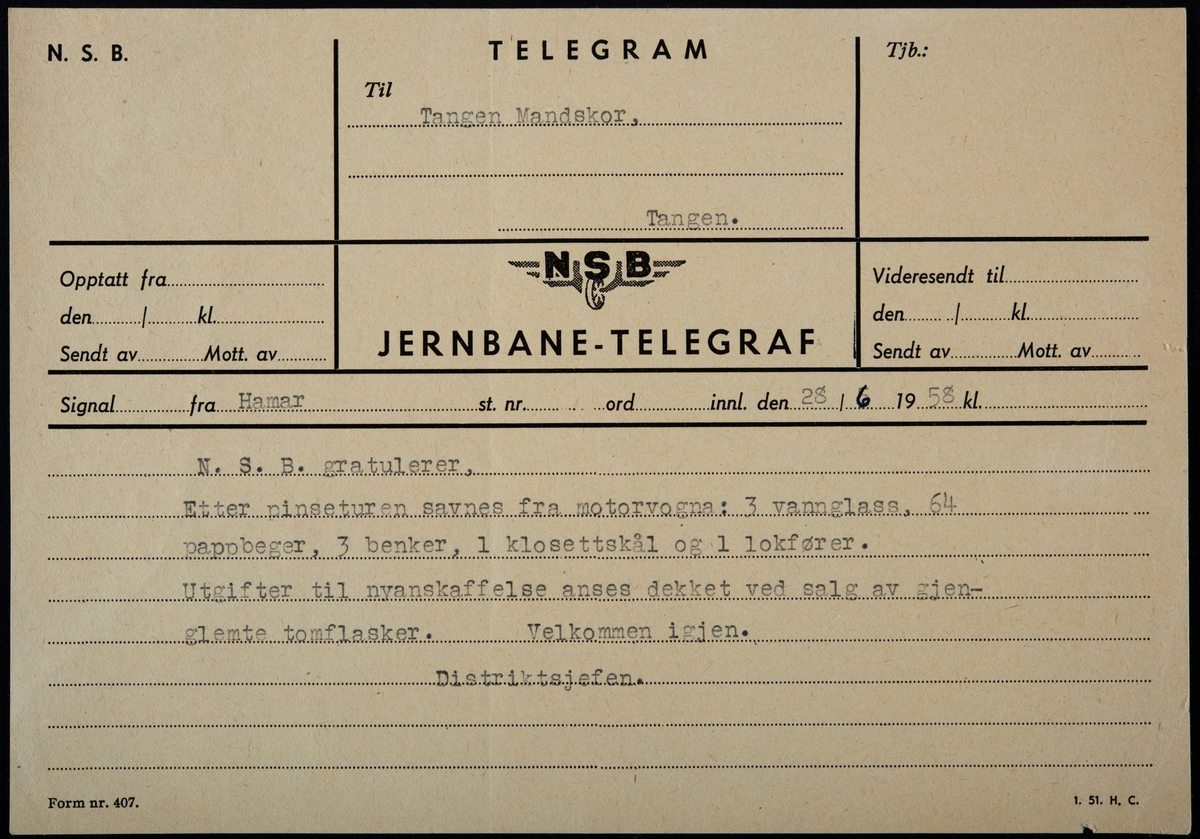 N. S. B.
TELEGRAM
Tjb.:
Til
Tangen Mandskor,
Tangen.
Opptatt fra
den / kl.
Sendt av Mott. av
NSB
JERNBANE-TELEGRAF
Videresendt til
den / kl.
Sendt av Mott. av
Signal fra Hamar st. nr. ord innl. den 28 / 6 19 58 kl.
N. S. B. gratulerer,
Etter pinseturen savnes fra motorvogna: 3 vannglass, 64
pappbeger, 3 benker, 1 klosettskål og 1 lokfører.
Utgifter til nyanskaffelse anses dekket ved salg av gjen-
glemte tomflasker. Velkommen igjen.
Distriktsjefen.
Form nr. 407.
1. 51. H. C.